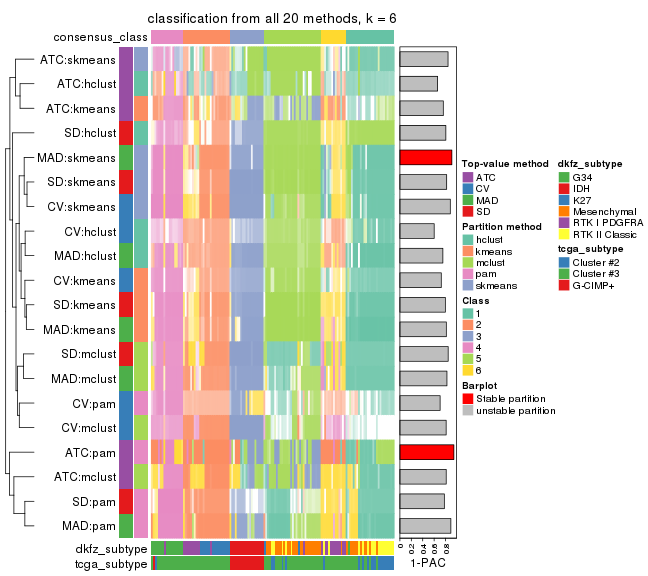 classification from all 20 methods, k = 6
consensus_class
ATC:skmeans
ATC:hclust
ATC:kmeans
SD:hclust
MAD:skmeans
SD:skmeans
CV:skmeans
CV:hclust
MAD:hclust
CV:kmeans
SD:kmeans
MAD:kmeans
SD:mclust
MAD:mclust
CV:pam
CV:mclust
ATC:pam
ATC:mclust
SD:pam
MAD:pam
dkfz_subtype
tcga_subtype
0
0.2
0.4
0.6
0.8
1-PAC
Top-value method
ATC
CV
MAD
SD
Partition method
hclust
kmeans
mclust
pam
skmeans
Class
1
2
3
4
5
6
Barplot
Stable partition
unstable partition
dkfz_subtype
G34
IDH
K27
Mesenchymal
RTK I PDGFRA
RTK II Classic
tcga_subtype
Cluster #2
Cluster #3
G-CIMP+